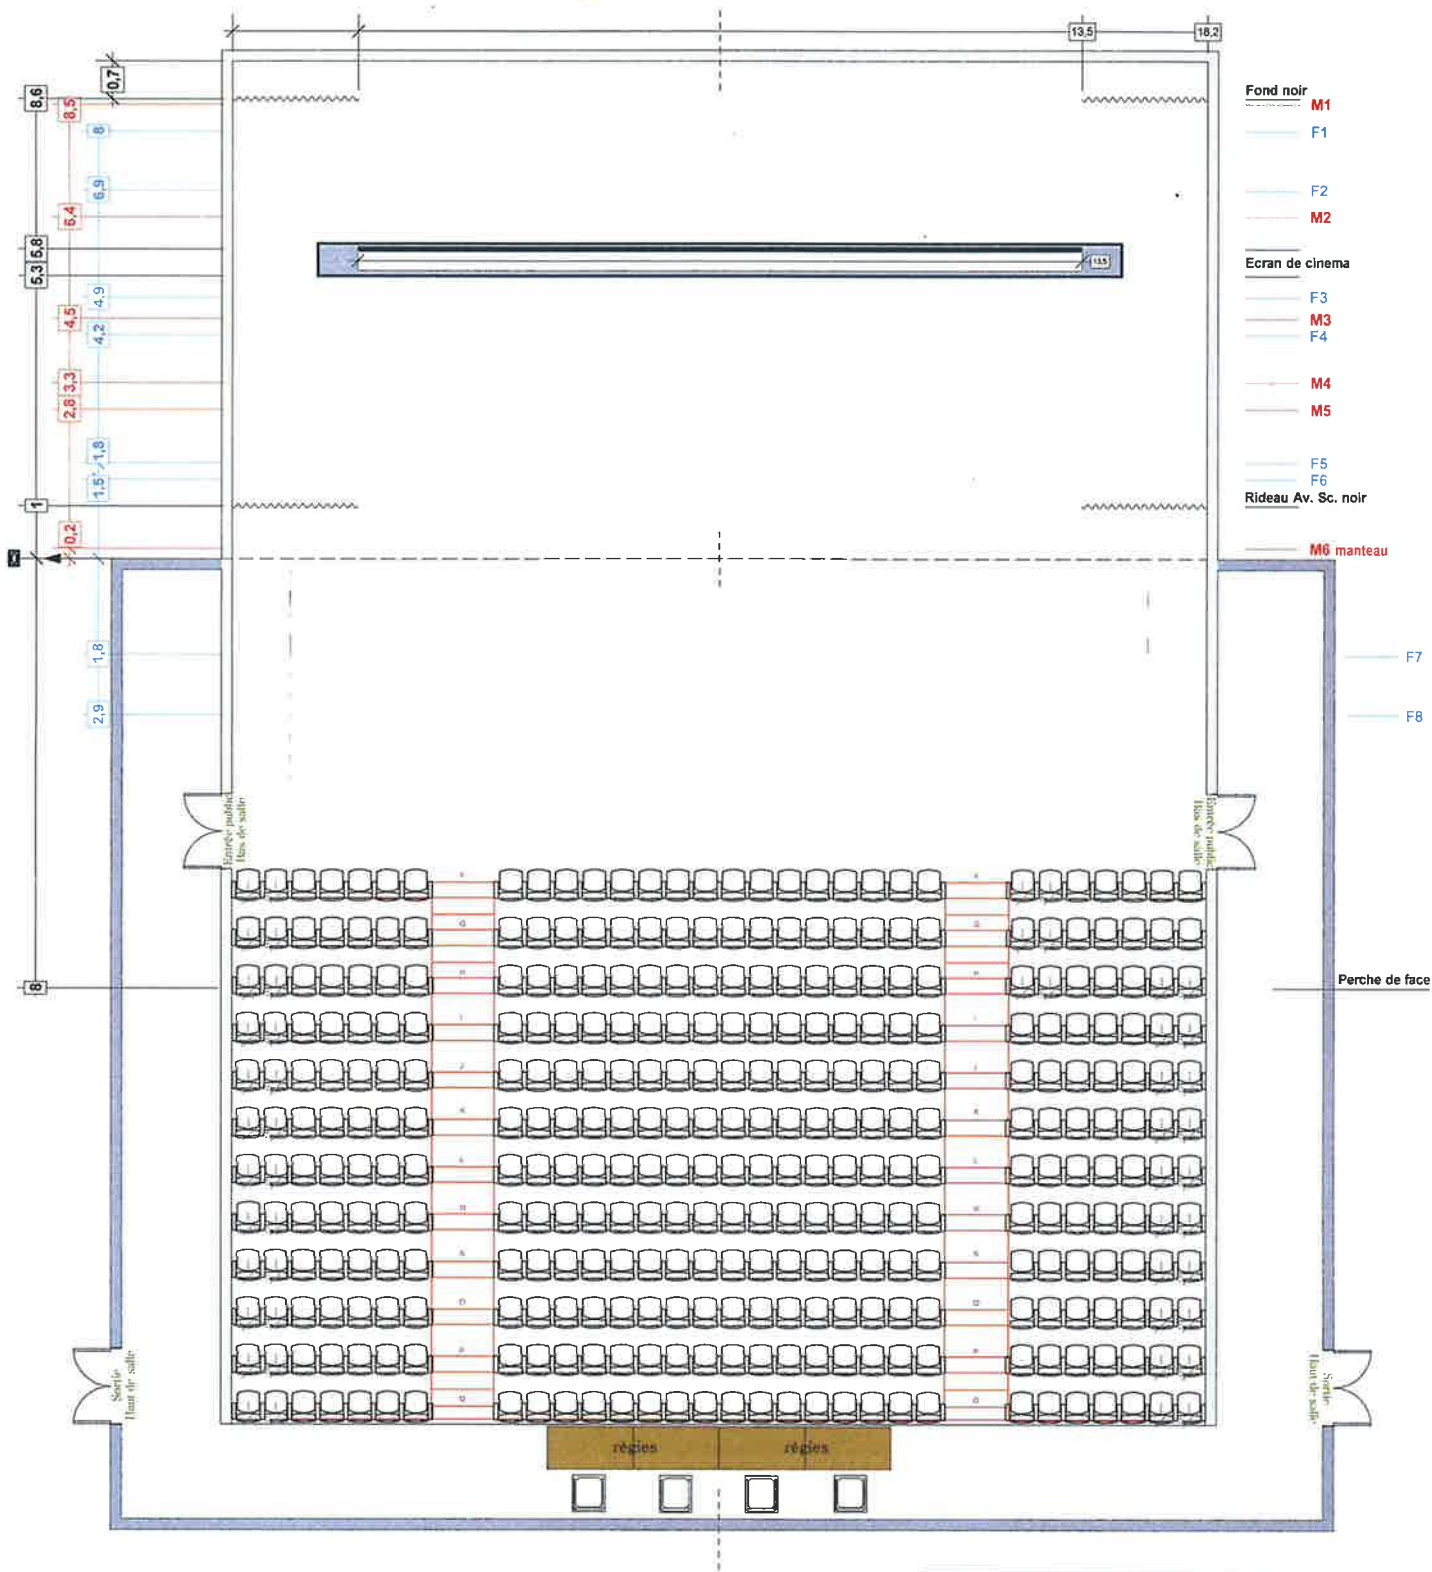 13,5
18,2
0,7
8,6
8,5
8
6,9
6,4
5,8
5,3
4,9
4,5
4,2
3,3
2,8
1,8
1,5
1
0,2
1,8
2,9
8
13,5
Fond noir
M1
F1
F2
M2
Ecran de cinema
F3
M3
F4
M4
M5
F5
F6
Rideau Av. Sc. noir
M6 manteau
F7
F8
Entrée public
Bas de salle
Entrée public
Bas de salle
Perche de face
Sortie
Haut de salle
Sortie
Haut de salle
régies
régies